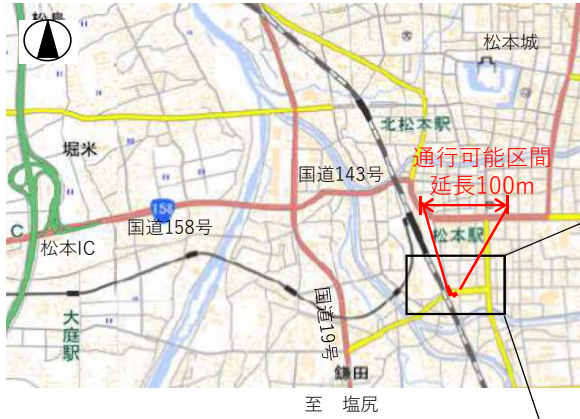 松本城
北松本駅
堀米
通行可能区間
延長100m
国道143号
158
国道158号
松本駅
C
松本IC
大庭駅
国道19号
鎌田
至 塩尻